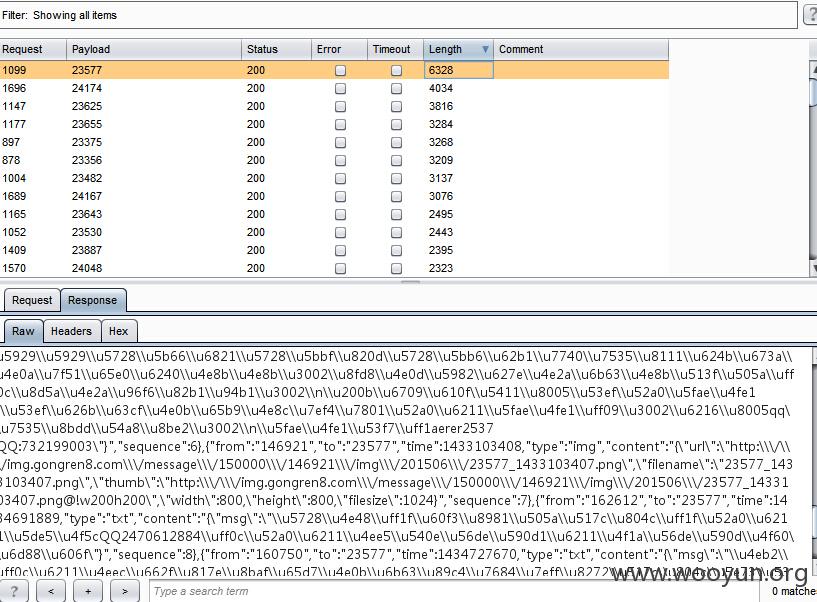 Filter: Showing all items
?
Request Payload Status Error Timeout Length Comment
1099 23577 200 6328
1696 24174 200 4034
1147 23625 200 3816
1177 23655 200 3284
897 23375 200 3268
878 23356 200 3209
1004 23482 200 3137
1689 24167 200 3076
1165 23643 200 2495
1052 23530 200 2443
1409 23887 200 2395
1570 24048 200 2323
Request Response
Raw Headers Hex
u5929\\u5929\\u5728\\u5b66\\u6821\\u5728\\u5bbf\\u820d\\u5728\\u5bb6\\u62b1\\u7740\\u7535\\u8111\\u624b\\u673a\\
u4e0a\\u7f51\\u65e0\\u6240\\u4e8b\\u4e8b\\u3002\\u8fd8\\u4e0d\\u5982\\u627e\\u4e2a\\u6b63\\u4e8b\\u513f\\u505a\\uff
0c\\u8d5a\\u4e2a\\u96f6\\u82b1\\u94b1\\u3002\\n\\u200b\\u6709\\u610f\\u5411\\u8005\\u53ef\\u52a0\\u5fae\\u4fe1
\\u53ef\\u626b\\u63cf\\u4e0b\\u65b9\\u4e8c\\u7ef4\\u7801\\u52a0\\u6211\\u5fae\\u4fe1\\uff09\\u3002\\u6216\\u8005qq\
u7535\\u8bdd\\u54a8\\u8be2\\u3002\\n\\u5fae\\u4fe1\\u53f7\\uff1aerer2537
QQ:732199003\"}","sequence":6},{"from":"146921","to":"23577","time":1433103408,"type":"img","content":"{\"url\":\"http:\\\/\\
/img.gongren8.com\\\/message\\\/150000\\\/146921\\\/img\\\/201506\\\/23577_1433103407.png\",\"filename\":\"23577_143
3103407.png\",\"thumb\":\"http:\\\/\\\/img.gongren8.com\\\/message\\\/150000\\\/146921\\\/img\\\/201506\\\/23577_14331
03407.png@!w200h200\",\"width\":800,\"height\":800,\"filesize\":1024}","sequence":7},{"from":"162612","to":"23577","time":14
34691889,"type":"txt","content":"{\"msg\":\"\\u5728\\u4e48\\uff1f\\u60f3\\u8981\\u505a\\u517c\\u804c\\uff1f\\u52a0\\u621
1\\u5de5\\u4f5cQQ2470612884\\uff0c\\u52a0\\u6211\\u4ee5\\u540e\\u56de\\u590d\\u6211\\u4f1a\\u56de\\u590d\\u4f60\
\u6d88\\u606f\"}","sequence":8},{"from":"160750","to":"23577","time":1434727670,"type":"txt","content":"{\"msg\":\"\\u4eb2\\
uff0c\\u6211\\u4eec\\u662f\\u817e\\u8baf\\u65d7\\u4e0b\\u6b63\\u89c4\\u7684\\u7eff\\u8272
www.wooyun.org
? < + > Type a search term 0 matches